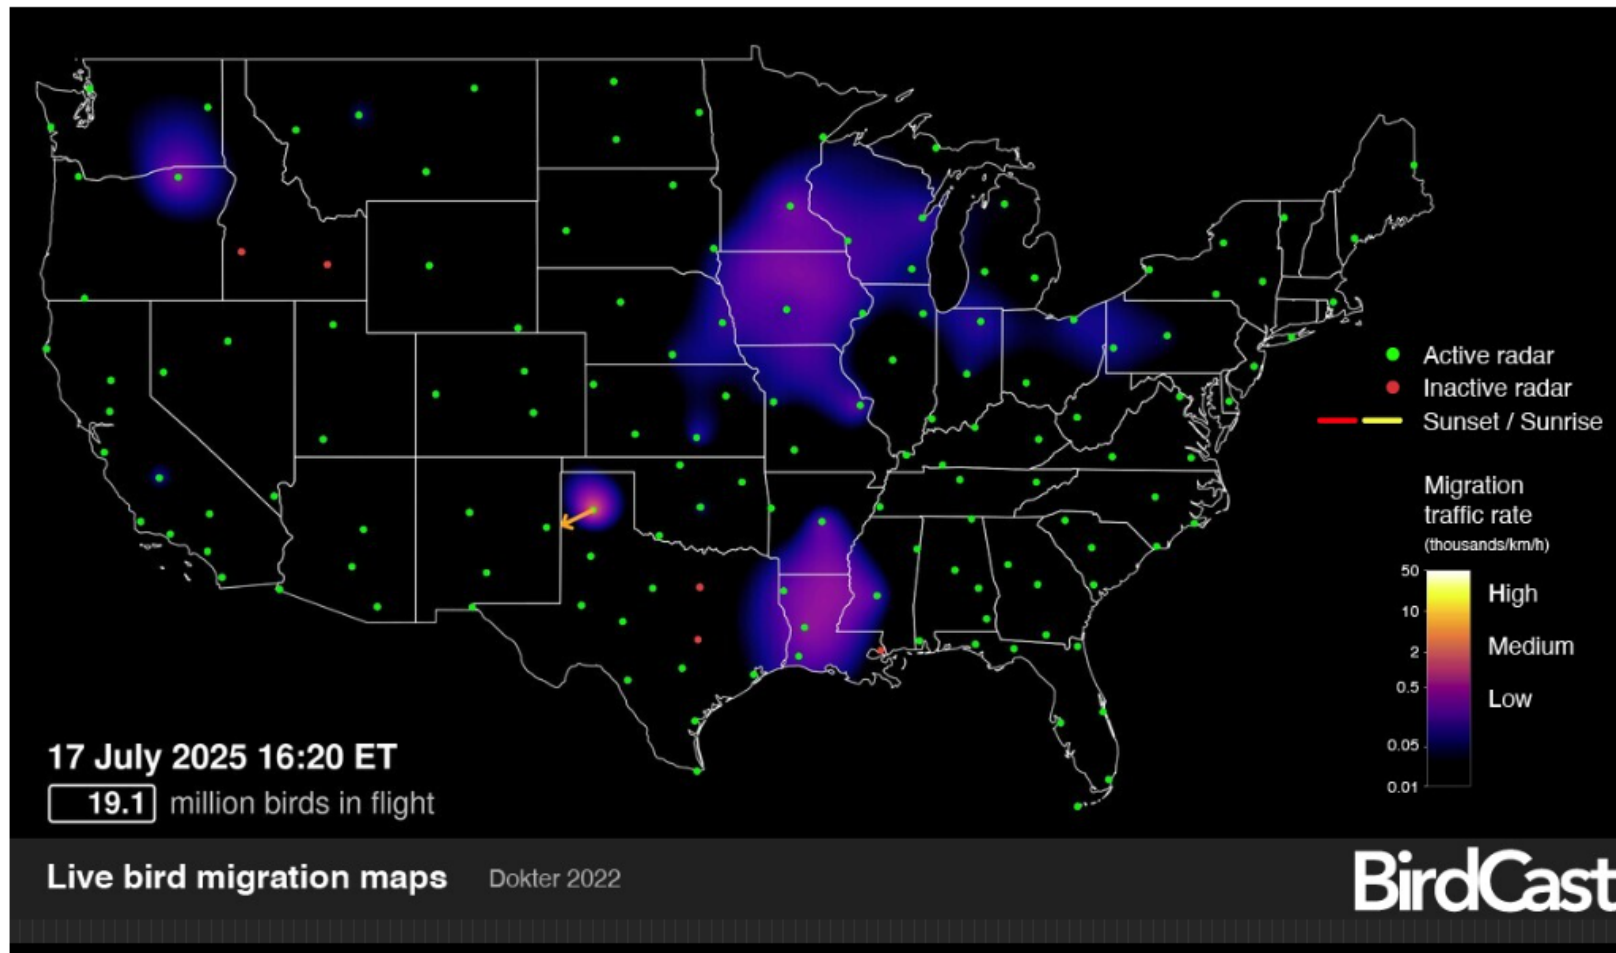 Active radar
Inactive radar
Sunset / Sunrise
Migration
traffic rate
(thousands/km/h)
50
High
10
2
Medium
0.5
Low
0.05
0.01
17 July 2025 16:20 ET
19.1 million birds in flight
Live bird migration maps Dokter 2022
BirdCast